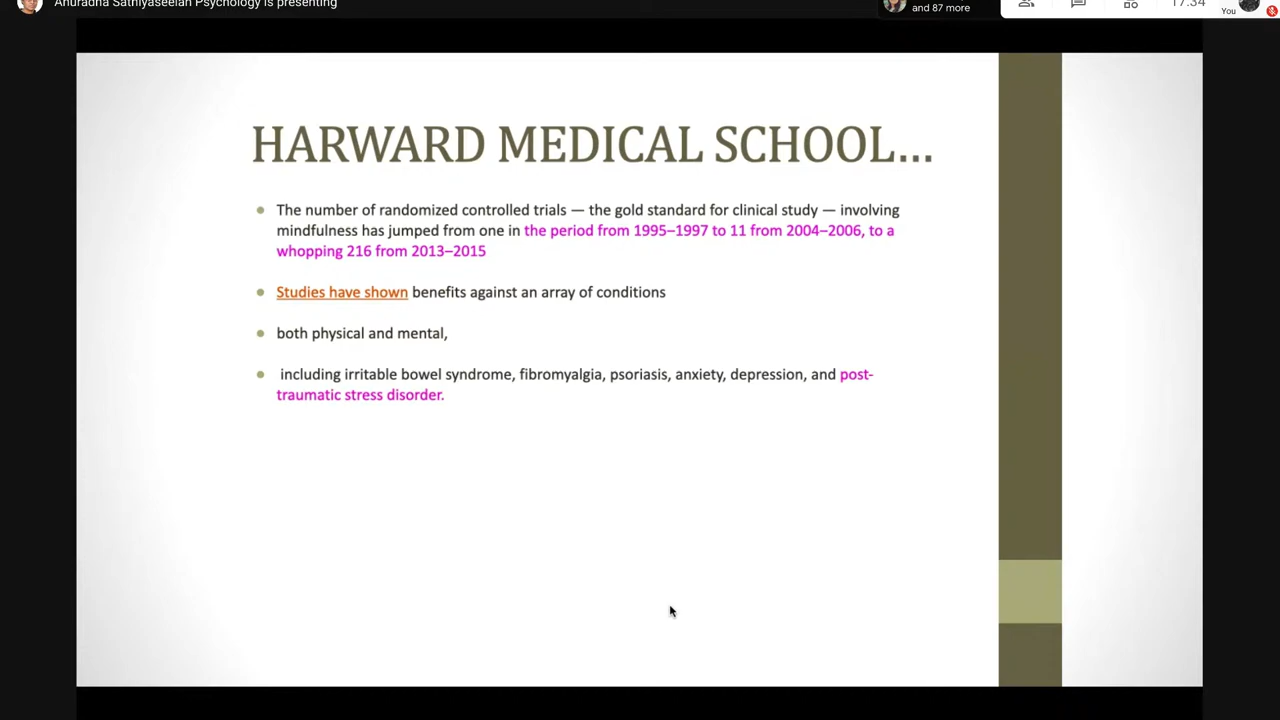 Anuradha Sathiyaseelan Psychology is presenting
and 87 more
17:34
You
HARWARD MEDICAL SCHOOL...
The number of randomized controlled trials — the gold standard for clinical study — involving
mindfulness has jumped from one in the period from 1995–1997 to 11 from 2004–2006, to a
whopping 216 from 2013–2015
Studies have shown benefits against an array of conditions
both physical and mental,
including irritable bowel syndrome, fibromyalgia, psoriasis, anxiety, depression, and post-
traumatic stress disorder.